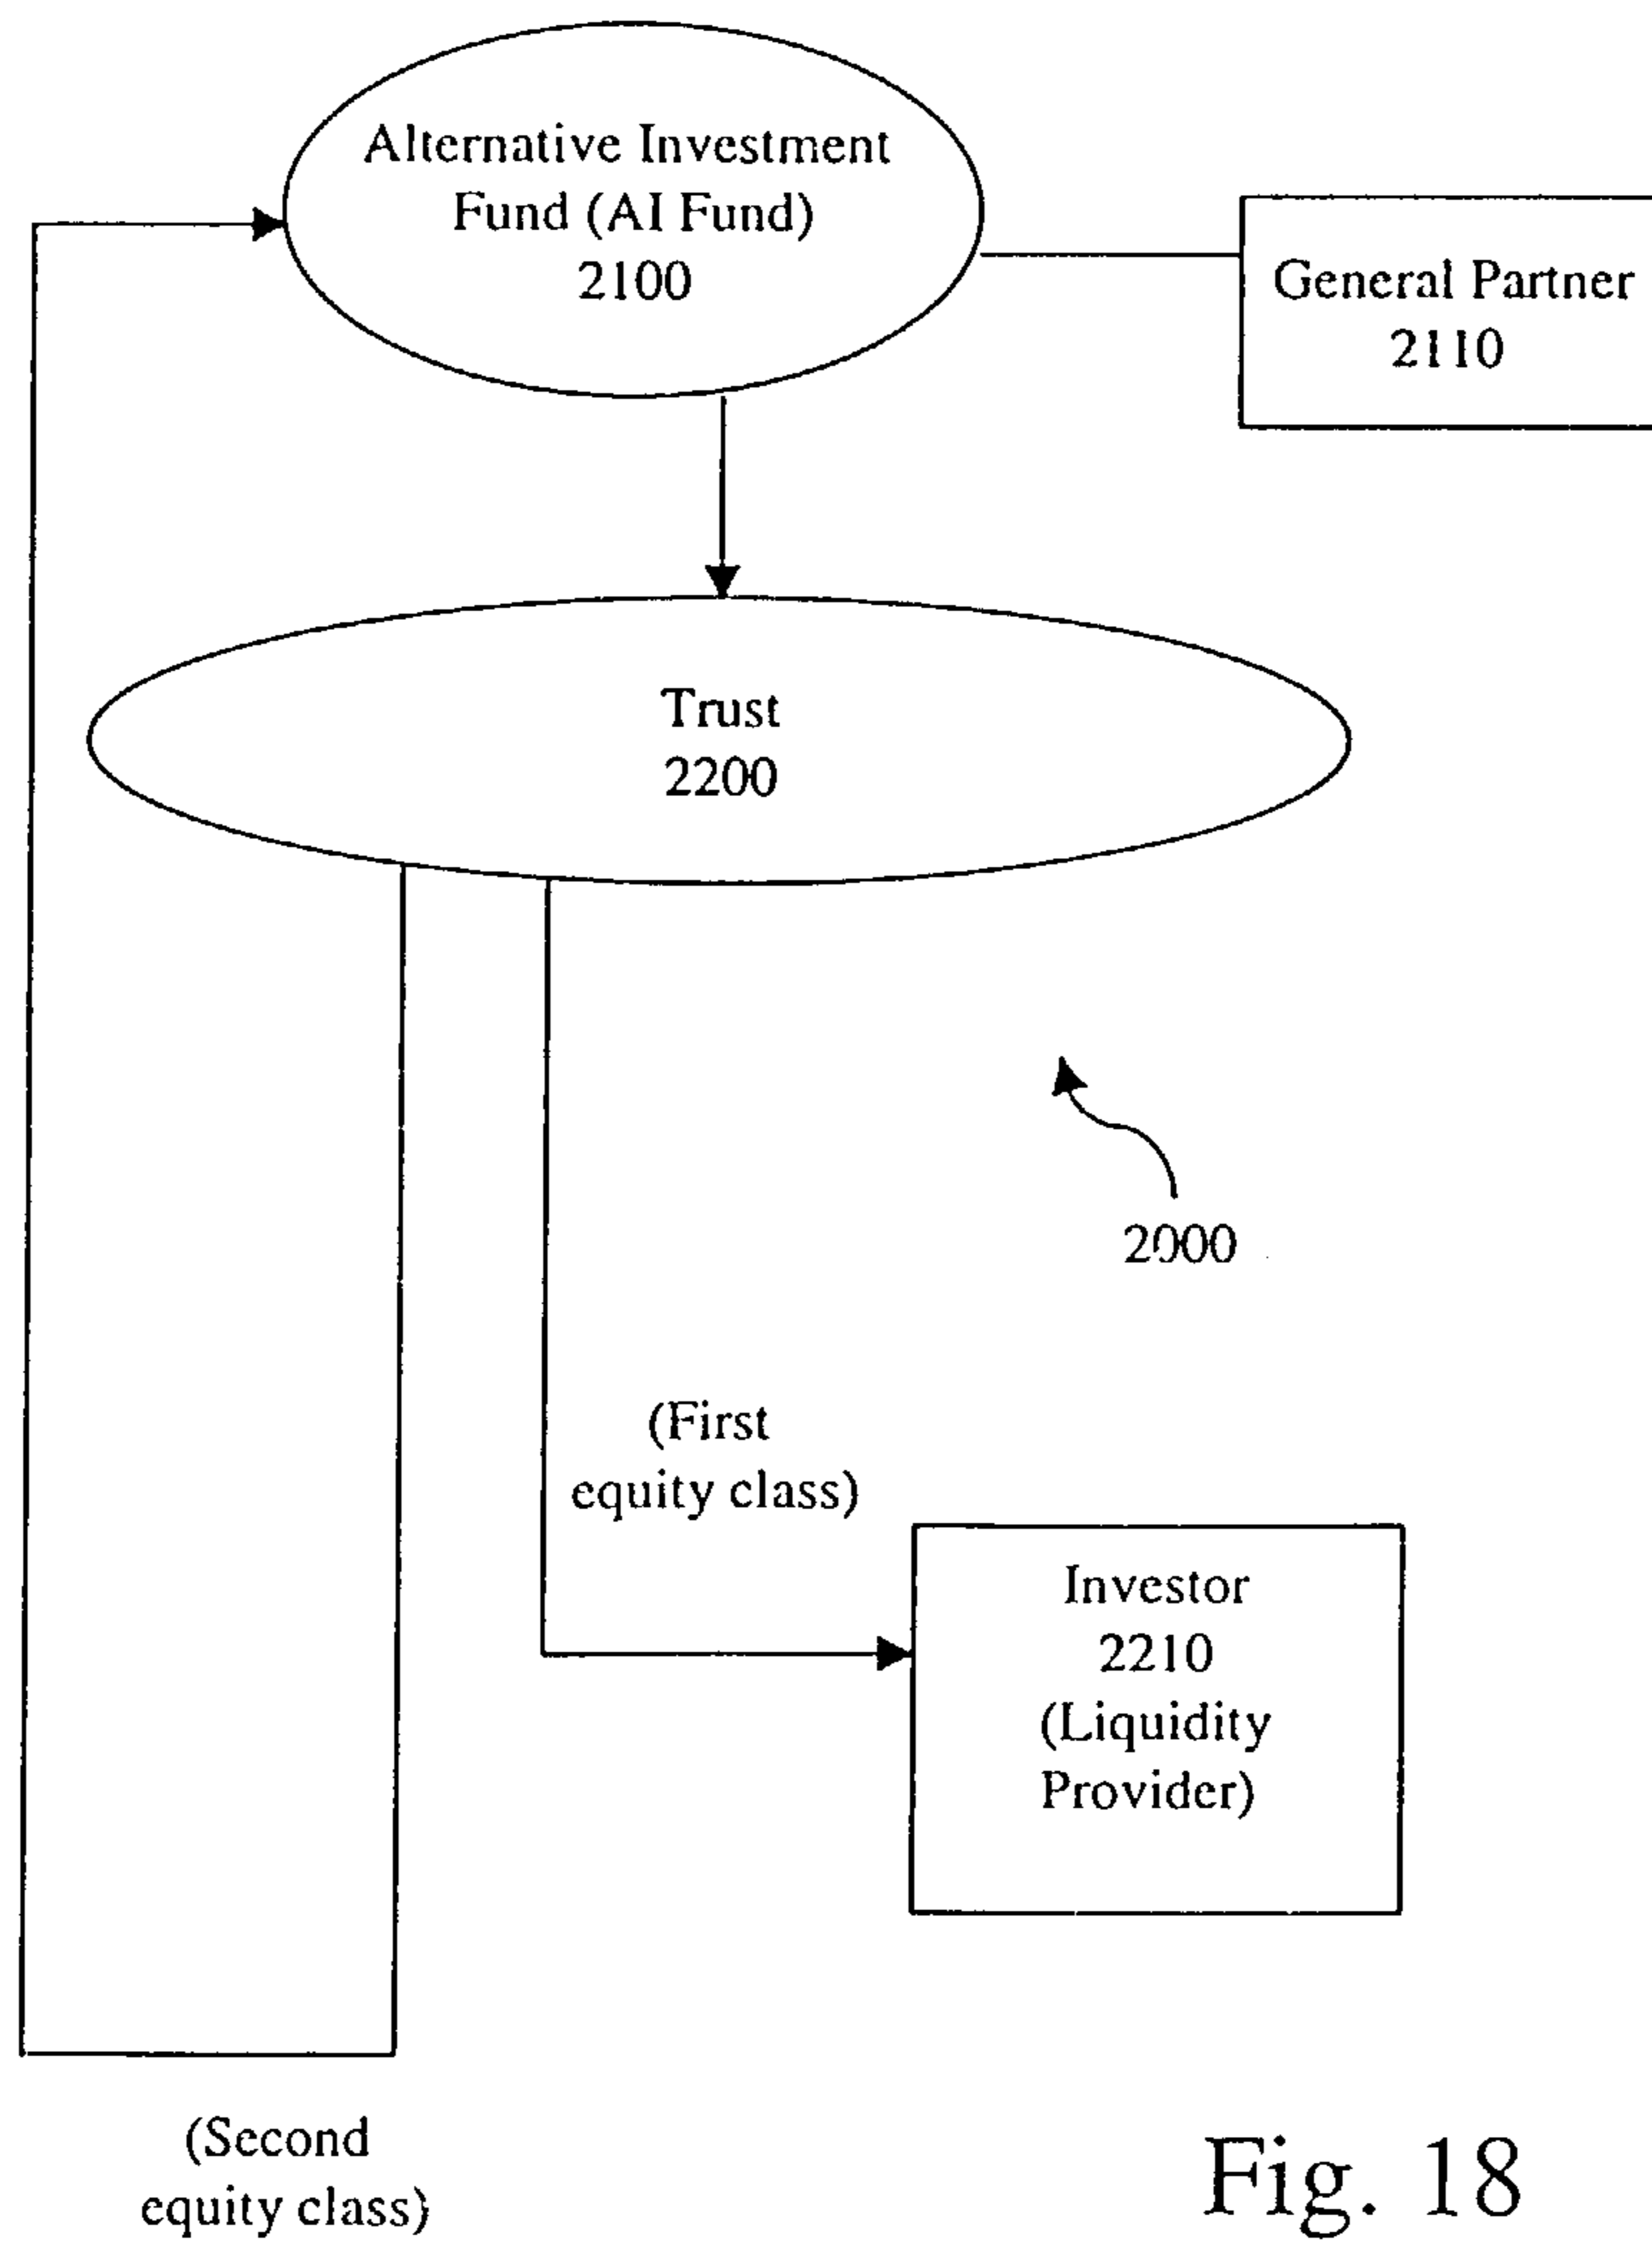 Alternative Investment
Fund (AI Fund)
2100
General Partner
2110
Trust
2200
2000
(First
equity class)
Investor
2210
(Liquidity
Provider)
(Second
equity class)
Fig. 18